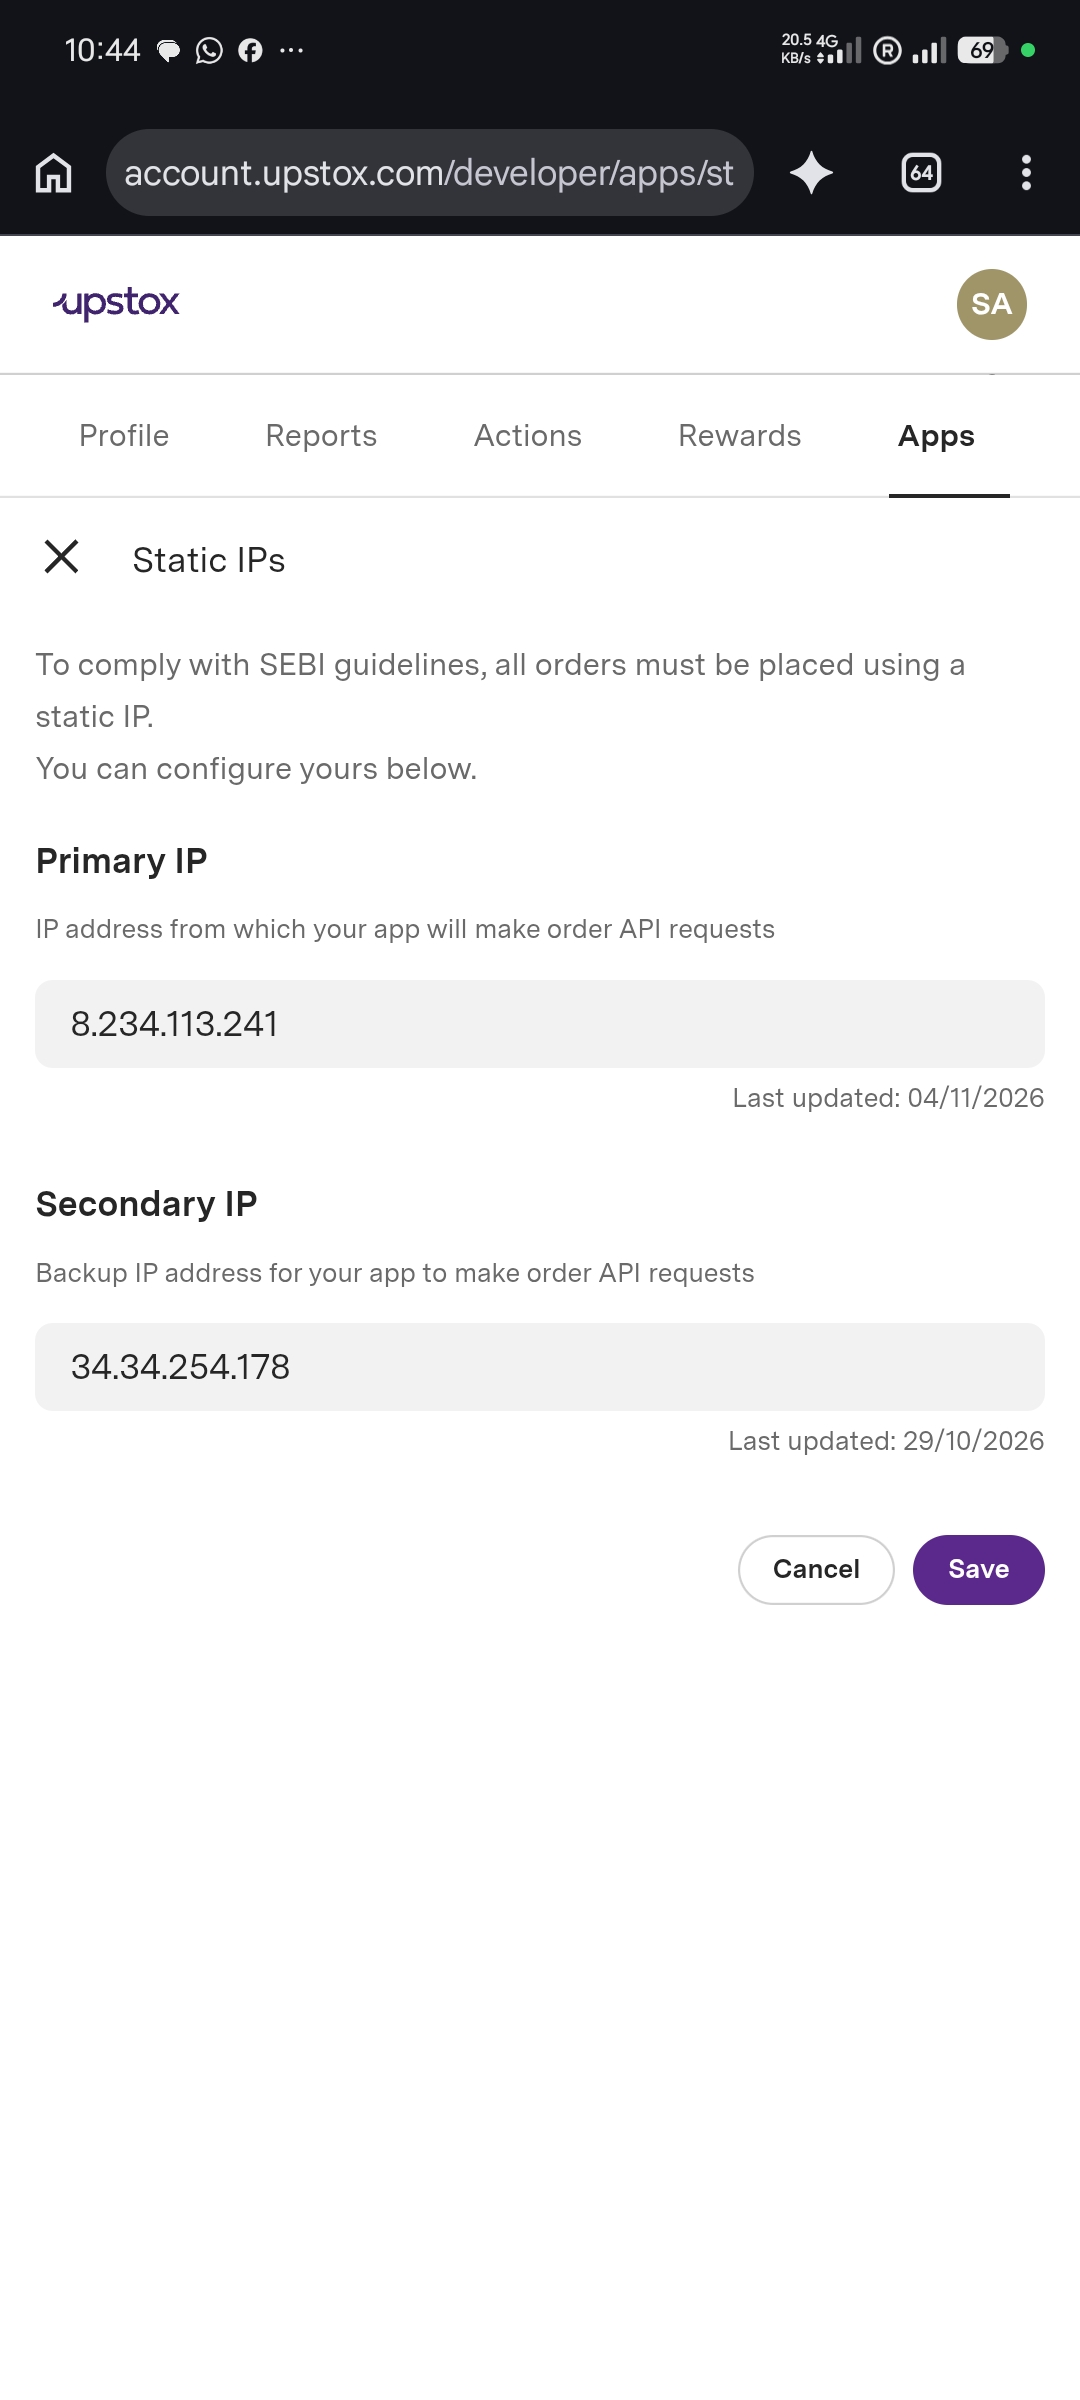 10:44
20.5 4G
KB/s
R
69
account.upstox.com/developer/apps/st
64
upstox
SA
Profile Reports Actions Rewards Apps
Static IPs
To comply with SEBI guidelines, all orders must be placed using a
static IP.
You can configure yours below.
Primary IP
IP address from which your app will make order API requests
8.234.113.241
Last updated: 04/11/2026
Secondary IP
Backup IP address for your app to make order API requests
34.34.254.178
Last updated: 29/10/2026
Cancel Save